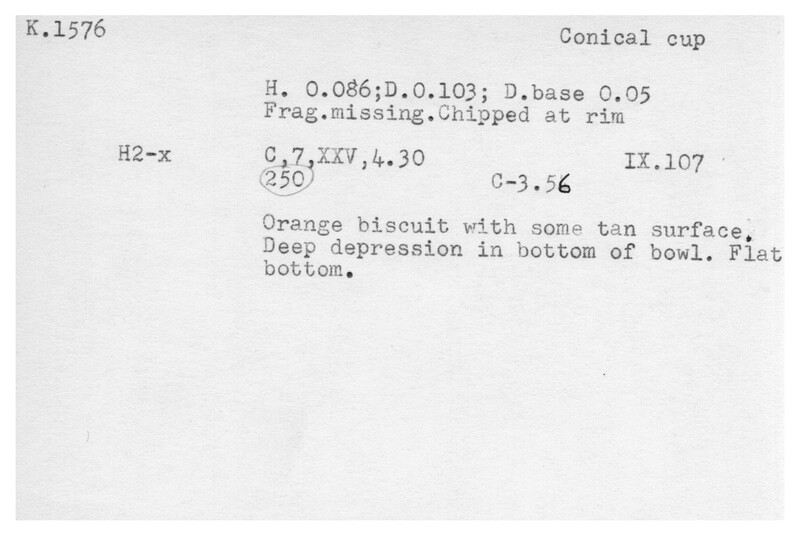 K.1576
Conical cup
H. 0.086;D.0.103; D.base 0.05
Frag.missing.Chipped at rim
H2-x C,7,XXV,4.30 IX.107
250 C-3.56
Orange biscuit with some tan surface.
Deep depression in bottom of bowl. Flat
bottom.